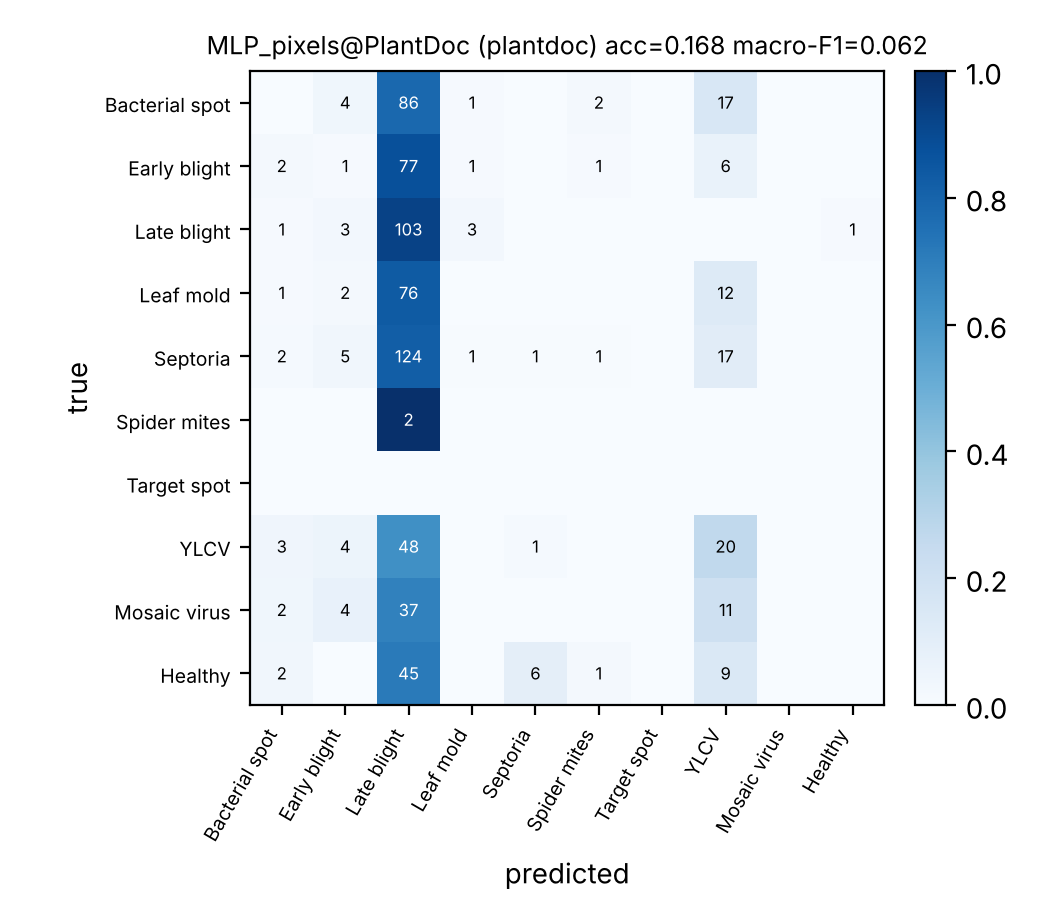 MLP_pixels@PlantDoc (plantdoc) acc=0.168 macro-F1=0.062
Bacterial spot 4 86 1 2 17
Early blight 2 1 77 1 1 6
Late blight 1 3 103 3 1
Leaf mold 1 2 76 12
Septoria 2 5 124 1 1 1 17
Spider mites 2
Target spot
YLCV 3 4 48 1 20
Mosaic virus 2 4 37 11
Healthy 2 45 6 1 9
true
Bacterial spot Early blight Late blight Leaf mold Septoria Spider mites Target spot YLCV Mosaic virus Healthy
predicted
1.0
0.8
0.6
0.4
0.2
0.0